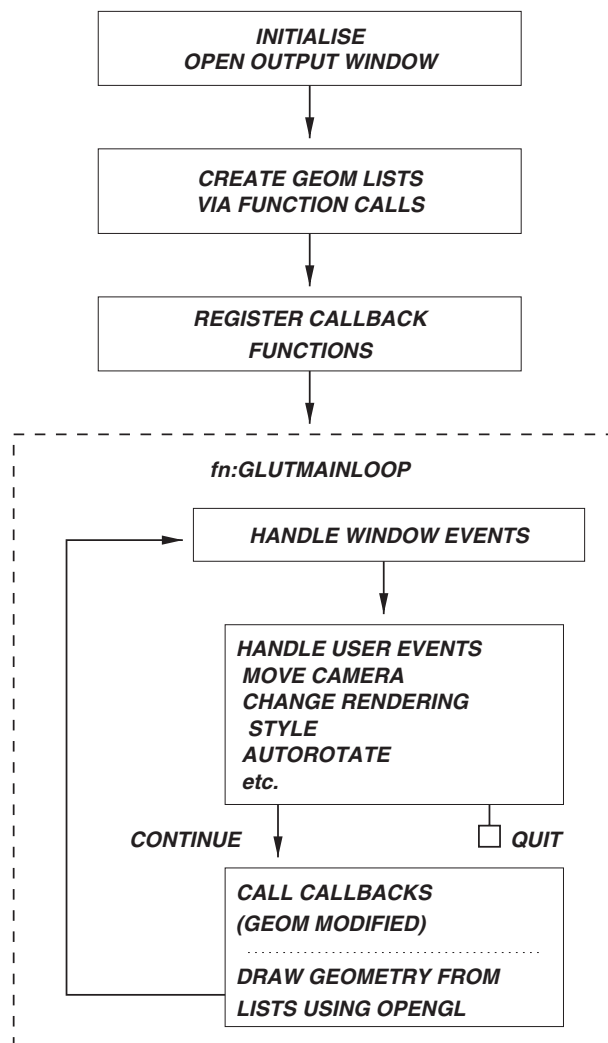 INITIALISE
OPEN OUTPUT WINDOW
CREATE GEOM LISTS
VIA FUNCTION CALLS
REGISTER CALLBACK
FUNCTIONS
fn:GLUTMAINLOOP
HANDLE WINDOW EVENTS
HANDLE USER EVENTS
MOVE CAMERA
CHANGE RENDERING
STYLE
AUTOROTATE
etc.
CONTINUE
QUIT
CALL CALLBACKS
(GEOM MODIFIED)
DRAW GEOMETRY FROM
LISTS USING OPENGL